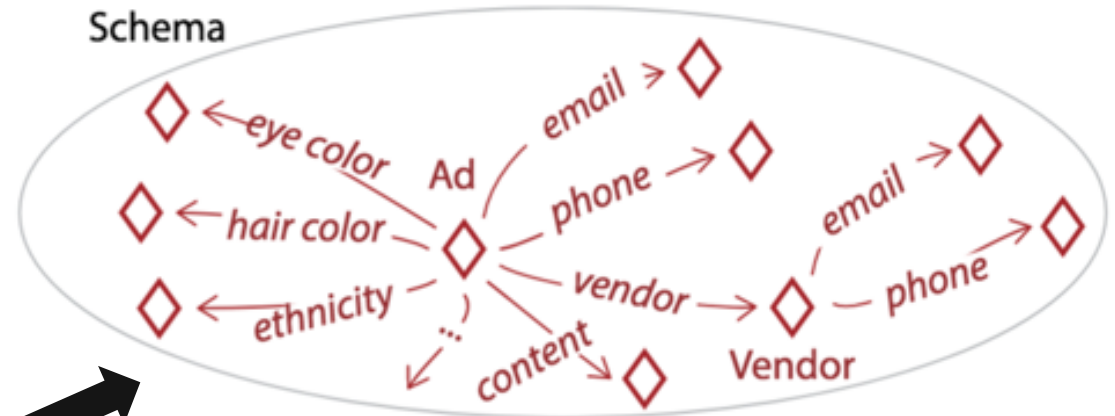 Schema
eye color
email
Ad
phone
email
hair color
vendor
phone
ethnicity
...
content
Vendor